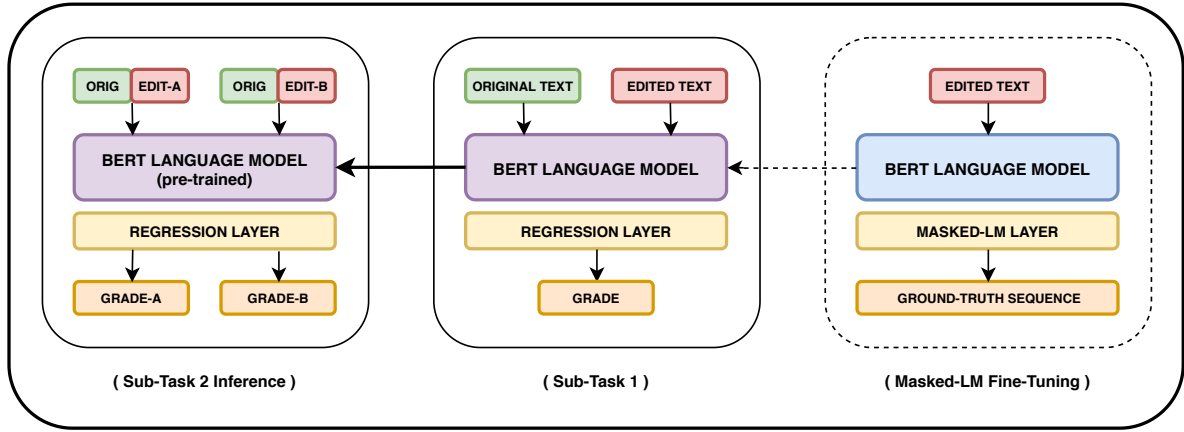 ORIG
EDIT-A
ORIG
EDIT-B
BERT LANGUAGE MODEL
(pre-trained)
REGRESSION LAYER
GRADE-A
GRADE-B
( Sub-Task 2 Inference )
ORIGINAL TEXT
EDITED TEXT
BERT LANGUAGE MODEL
REGRESSION LAYER
GRADE
( Sub-Task 1 )
EDITED TEXT
BERT LANGUAGE MODEL
MASKED-LM LAYER
GROUND-TRUTH SEQUENCE
( Masked-LM Fine-Tuning )